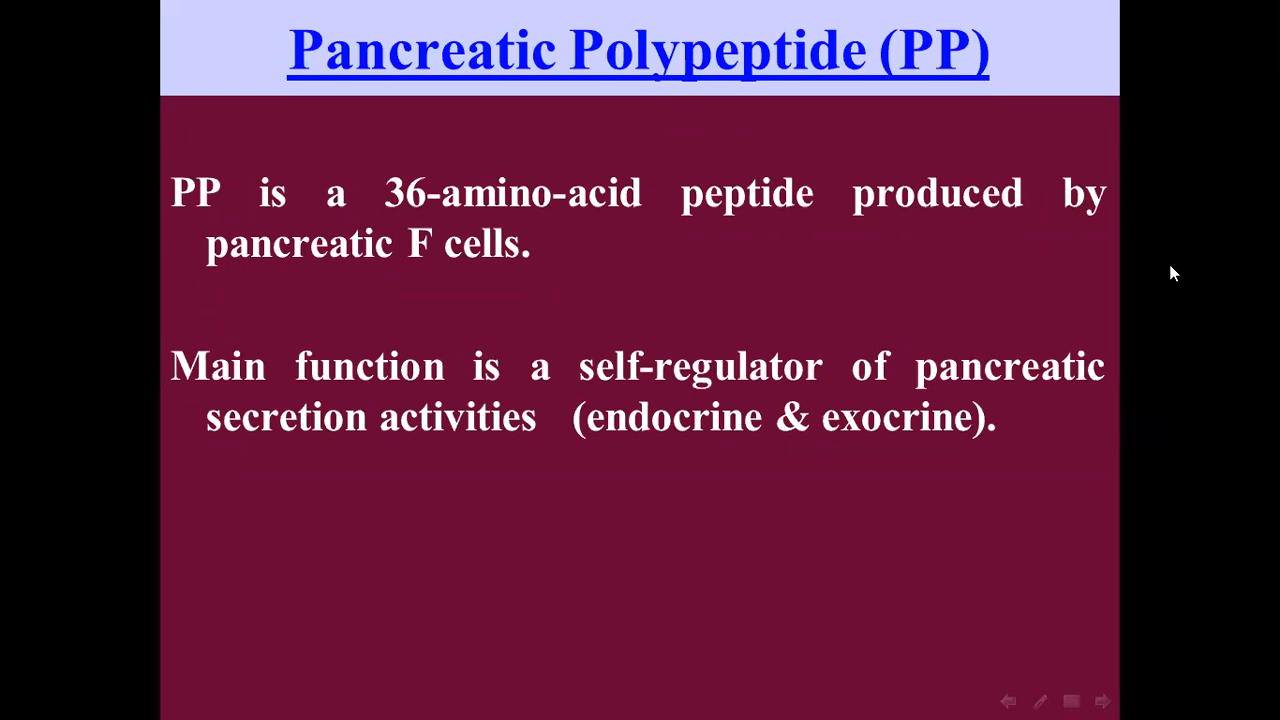 Pancreatic Polypeptide (PP)
PP is a 36-amino-acid peptide produced by
pancreatic F cells.
Main function is a self-regulator of pancreatic
secretion activities (endocrine & exocrine).